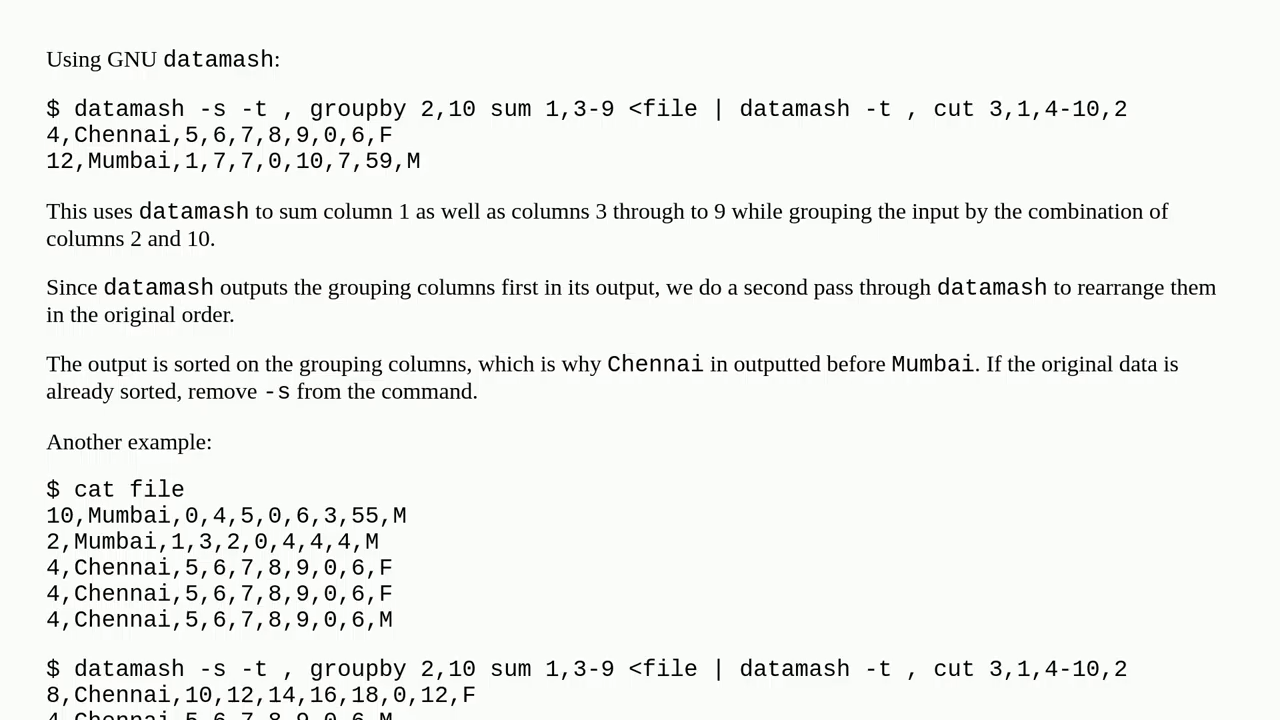 Using GNU datamash:
$ datamash -s -t , groupby 2,10 sum 1,3-9 <file | datamash -t , cut 3,1,4-10,2
4,Chennai,5,6,7,8,9,0,6,F
12,Mumbai,1,7,7,0,10,7,59,M
This uses datamash to sum column 1 as well as columns 3 through to 9 while grouping the input by the combination of
columns 2 and 10.
Since datamash outputs the grouping columns first in its output, we do a second pass through datamash to rearrange them
in the original order.
The output is sorted on the grouping columns, which is why Chennai in outputted before Mumbai. If the original data is
already sorted, remove -s from the command.
Another example:
$ cat file
10,Mumbai,0,4,5,0,6,3,55,M
2,Mumbai,1,3,2,0,4,4,4,M
4,Chennai,5,6,7,8,9,0,6,F
4,Chennai,5,6,7,8,9,0,6,F
4,Chennai,5,6,7,8,9,0,6,M
$ datamash -s -t , groupby 2,10 sum 1,3-9 <file | datamash -t , cut 3,1,4-10,2
8,Chennai,10,12,14,16,18,0,12,F
4,Chennai,5,6,7,8,9,0,6,M